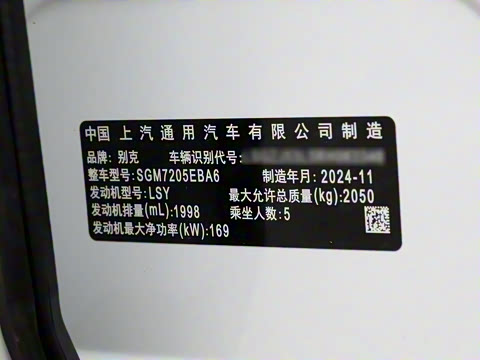 中国 上汽通用汽车有限公司制造
品牌: 别克 车辆识别代号:
整车型号:SGM7205EBA6 制造年月: 2024-11
发动机型号:LSY 最大允许总质量(kg):2050
发动机排量(mL):1998 乘坐人数:5
发动机最大净功率(kW):169